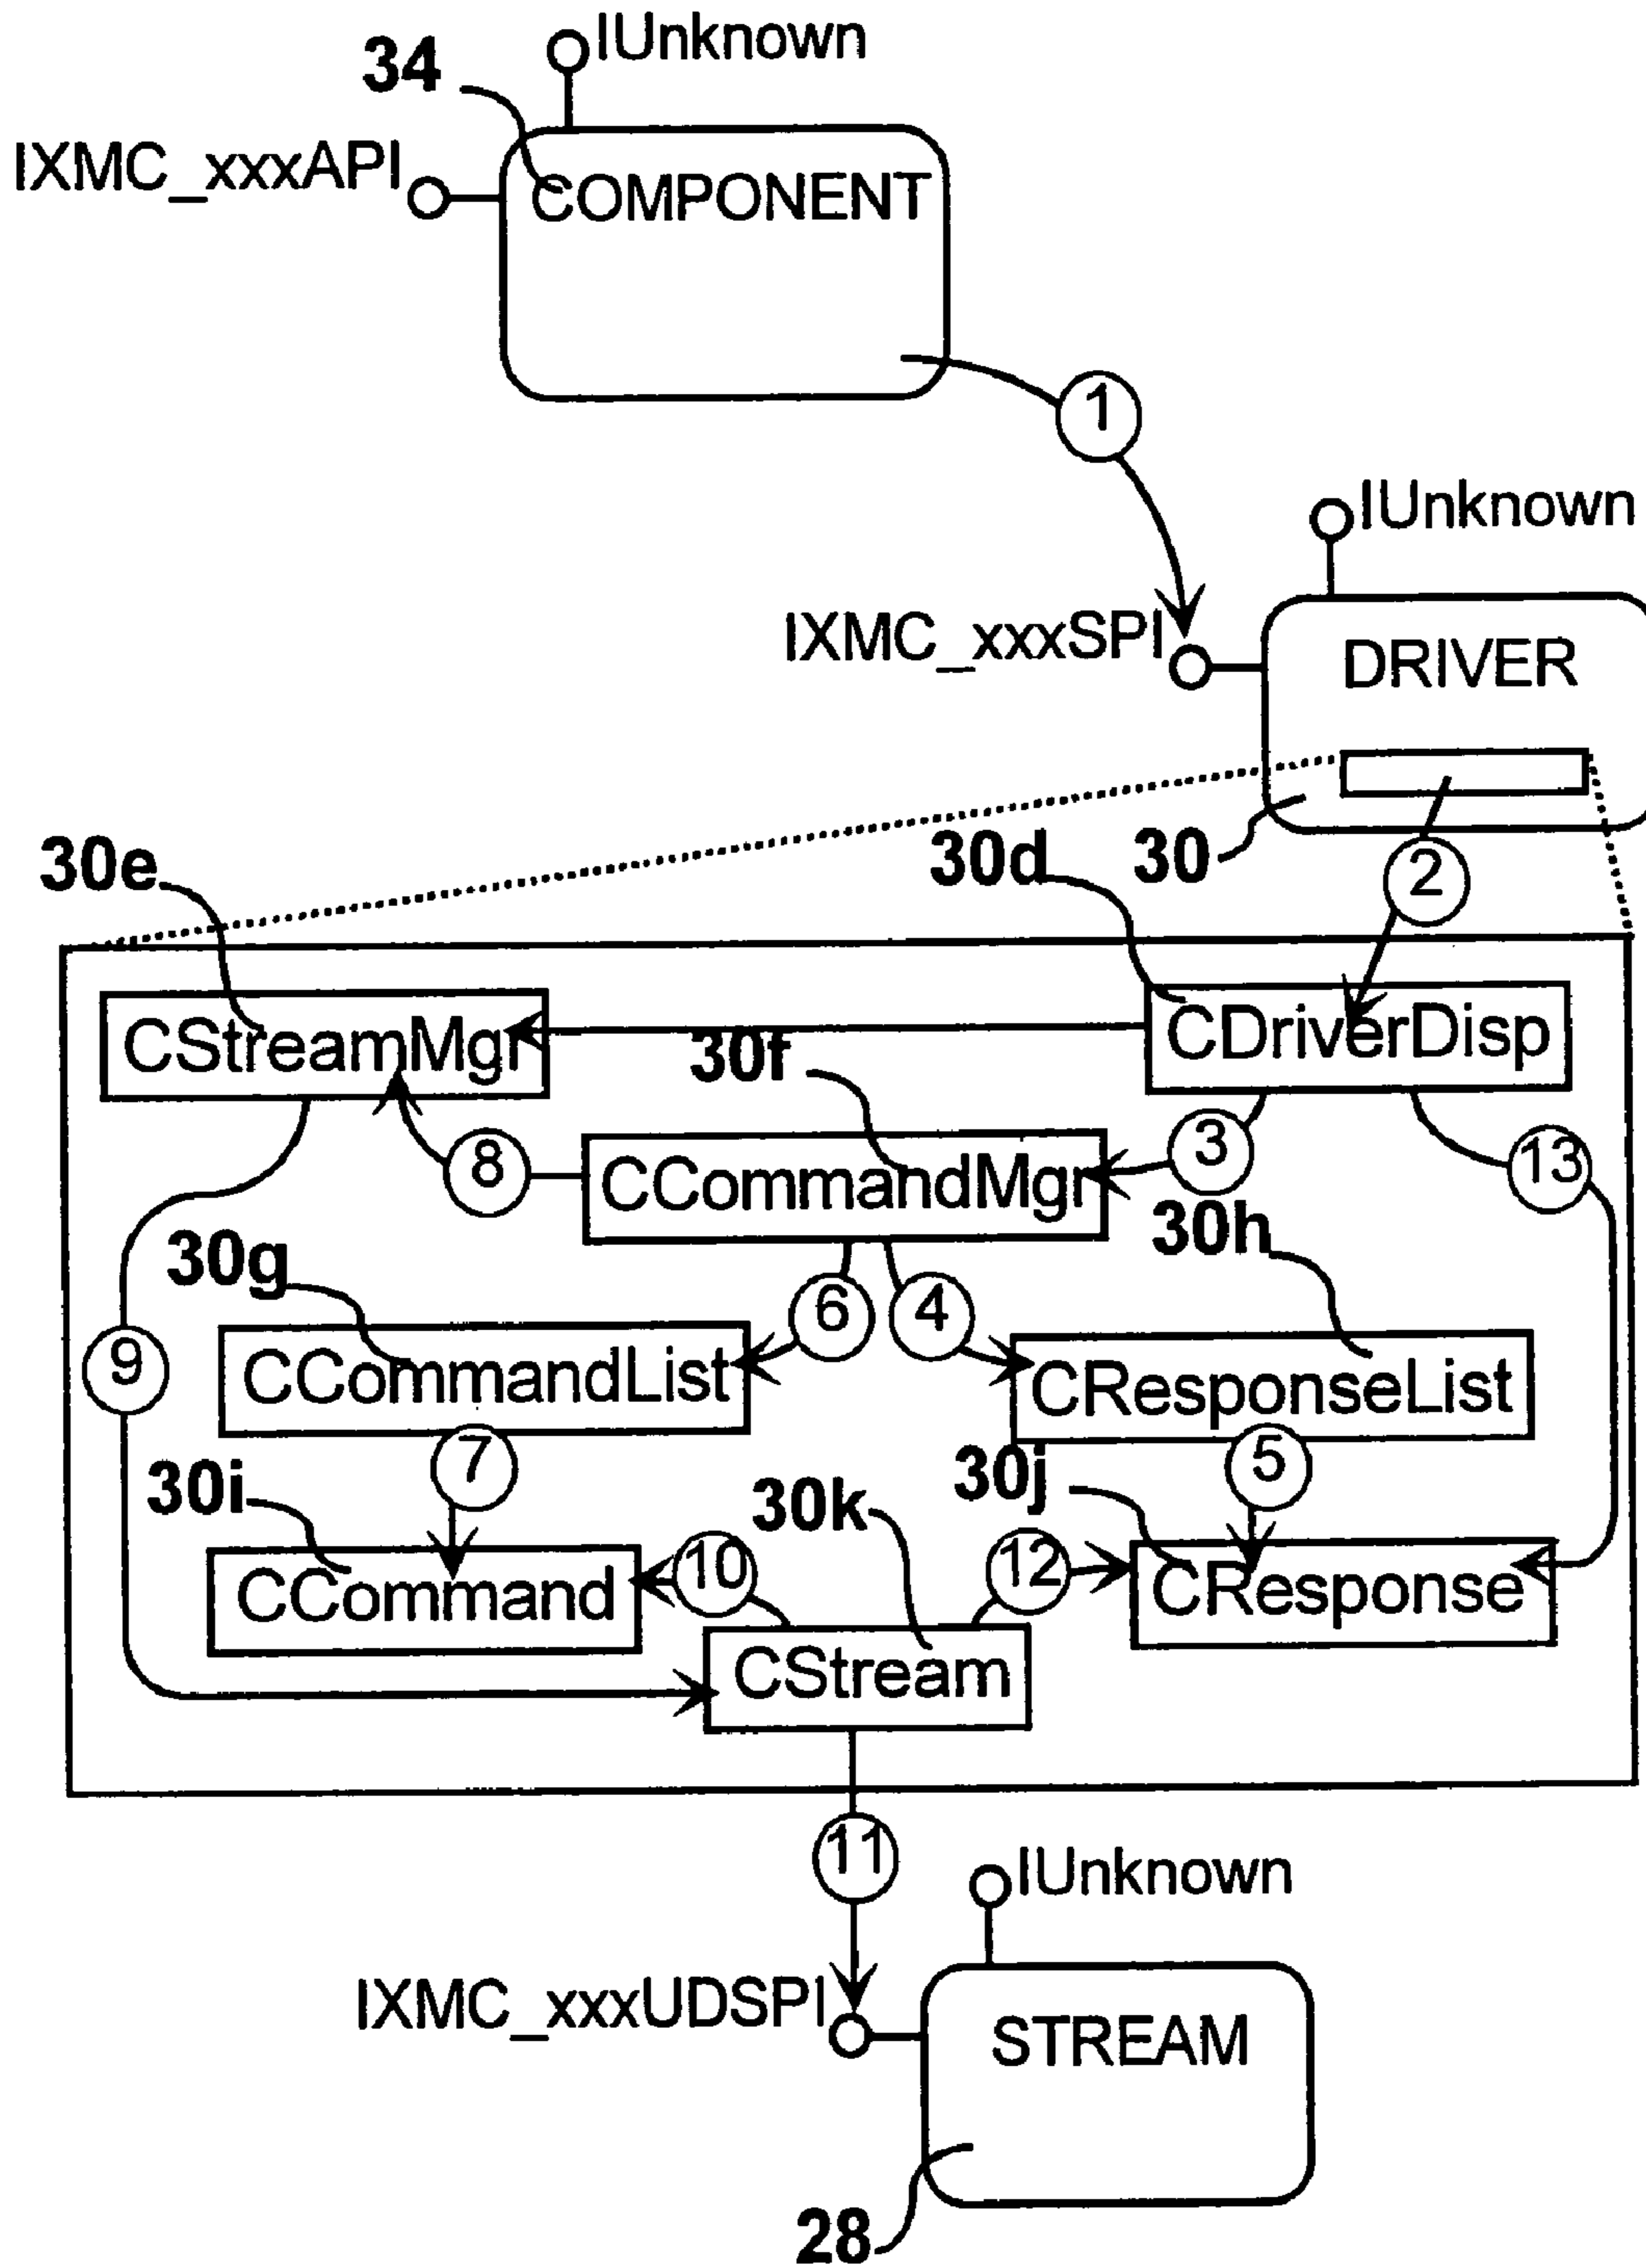 IUnknown
34
IXMC_xxxAPI
COMPONENT
1
IUnknown
IXMC_xxxSPI
DRIVER
30e
30d
30
2
CStreamMgr
30f
CDriverDisp
8
CCommandMgr
3
13
30g
30h
6
4
9
CCommandList
CResponseList
7
5
30i
30k
30j
CCommand
10
12
CResponse
CStream
11
IUnknown
IXMC_xxxUDSPI
STREAM
28